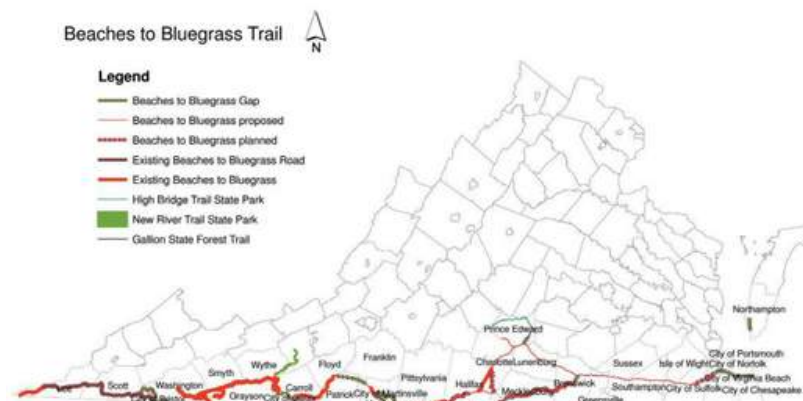 Beaches to Bluegrass Trail
N
Legend
Beaches to Bluegrass Gap
Beaches to Bluegrass proposed
Beaches to Bluegrass planned
Existing Beaches to Bluegrass Road
Existing Beaches to Bluegrass
High Bridge Trail State Park
New River Trail State Park
Gallion State Forest Trail
Northampton
Prince Edward
City of Portsmouth
Wythe Floyd Franklin Charlotte Lunenburg Sussex Isle of Wight City of Norfolk
Smyth Pittsylvania City of Virginia Beach
Scott Washington Grayson Carroll Patrick City of Martinsville Halifax Brunswick Southampton City of Suffolk City of Chesapeake